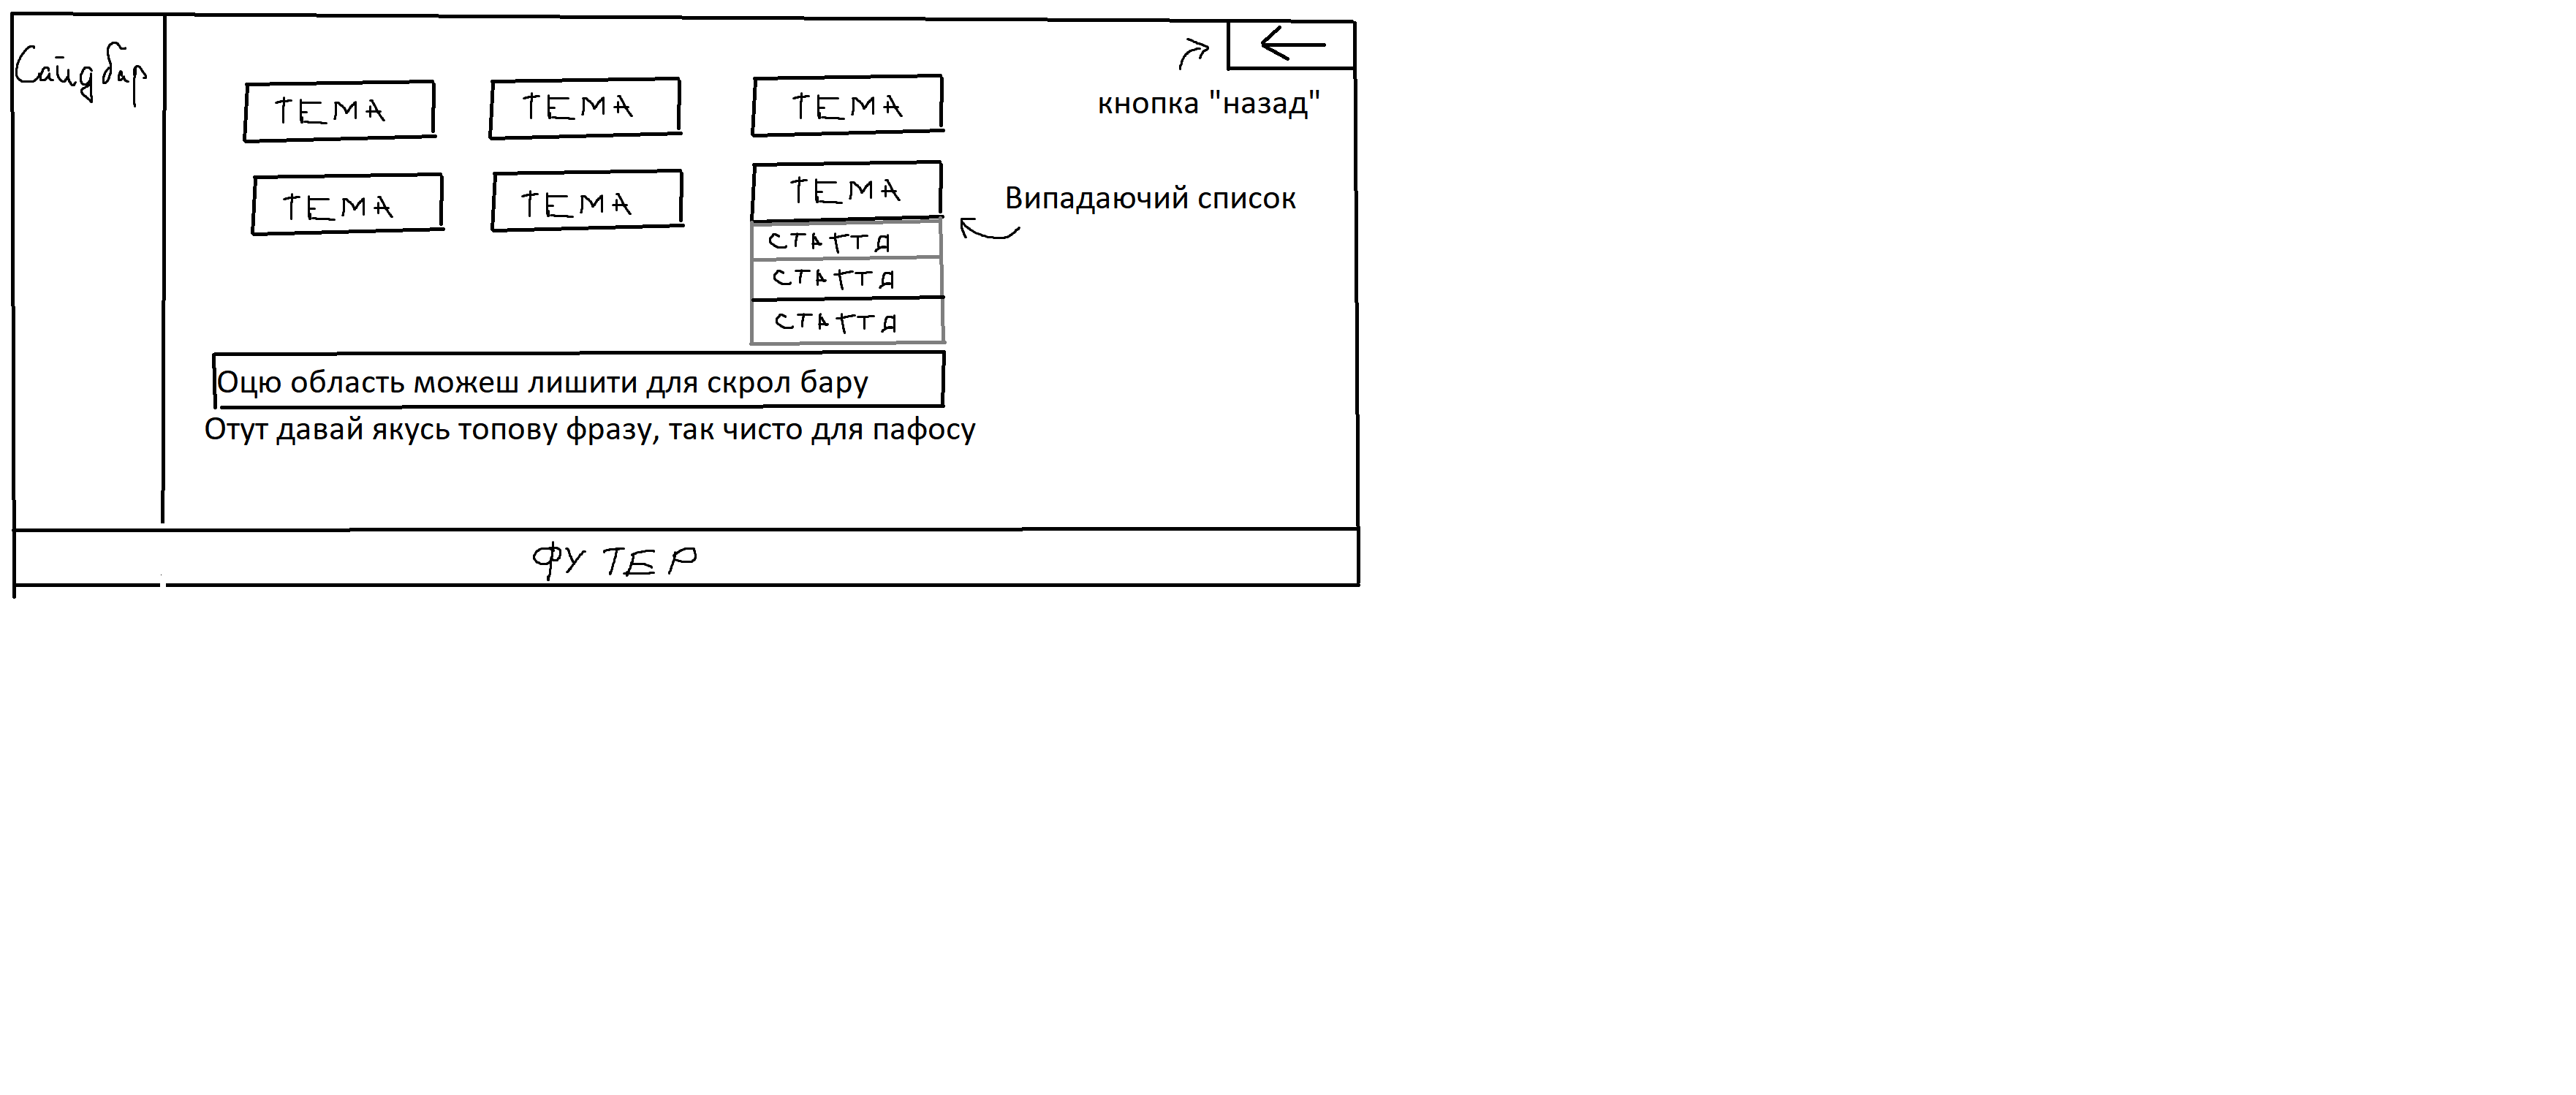 Сайдбар
ТЕМА ТЕМА ТЕМА
кнопка "назад"
ТЕМА ТЕМА ТЕМА
Випадаючий список
СТАТТЯ
СТАТТЯ
СТАТТЯ
Оцю область можеш лишити для скрол бару
Отут давай якусь топову фразу, так чисто для пафосу
ФУТЕР